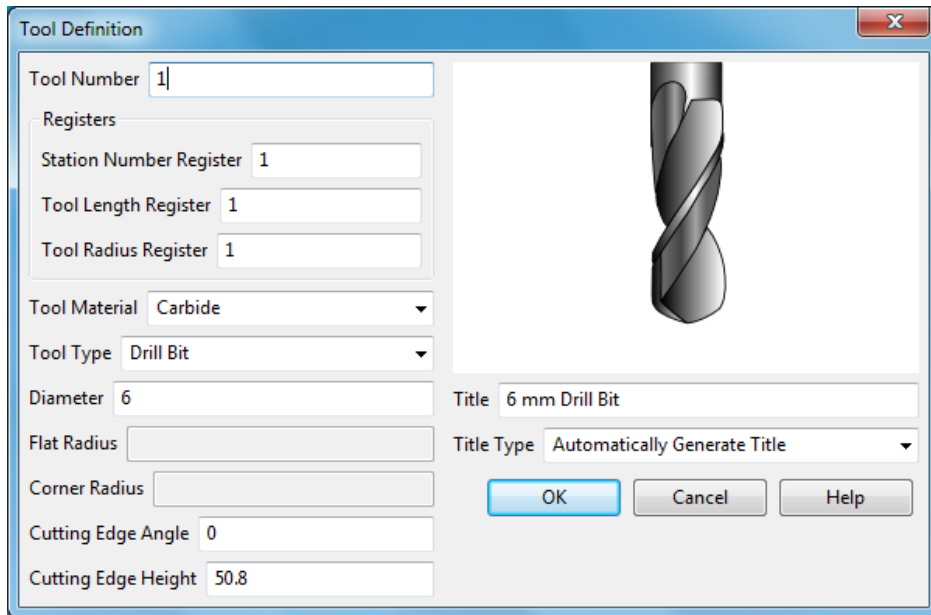 Tool Definition
Tool Number 1
Registers
Station Number Register 1
Tool Length Register 1
Tool Radius Register 1
Tool Material Carbide
Tool Type Drill Bit
Diameter 6
Flat Radius
Corner Radius
Cutting Edge Angle 0
Cutting Edge Height 50.8
Title 6 mm Drill Bit
Title Type Automatically Generate Title
OK Cancel Help